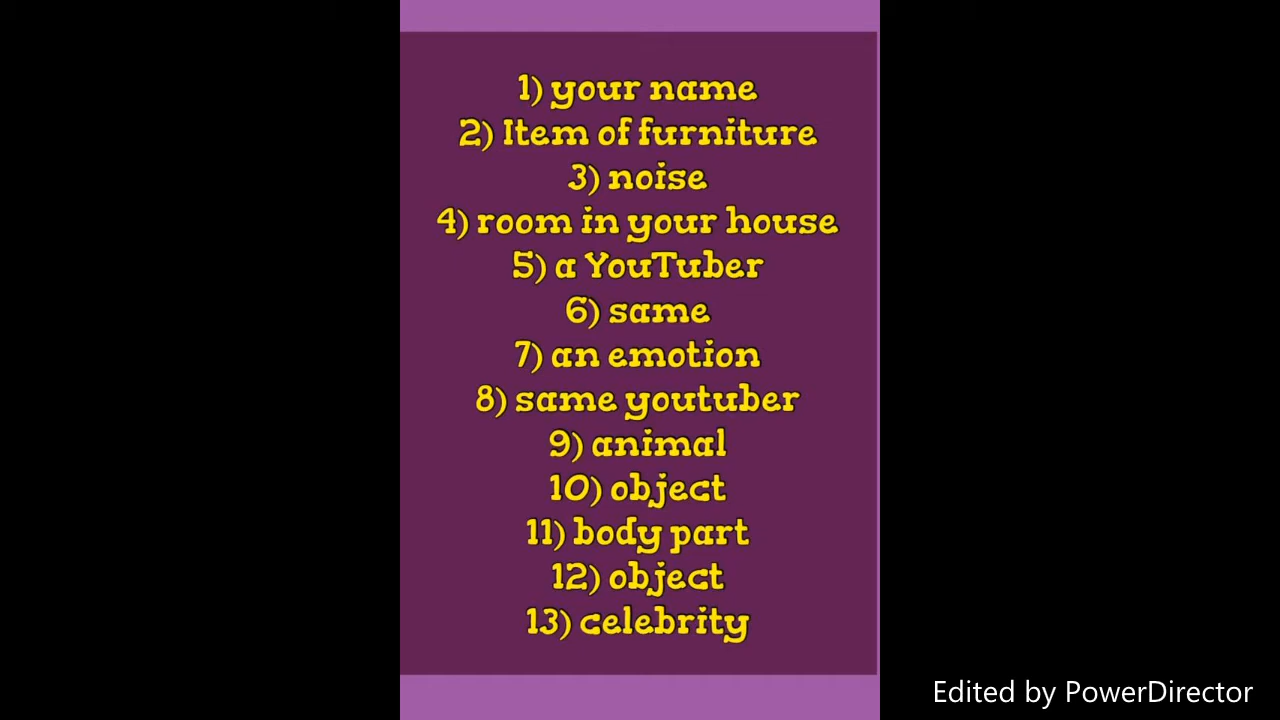 1) your name
2) Item of furniture
3) noise
4) room in your house
5) a YouTuber
6) same
7) an emotion
8) same youtuber
9) animal
10) object
11) body part
12) object
13) celebrity
Edited by PowerDirector